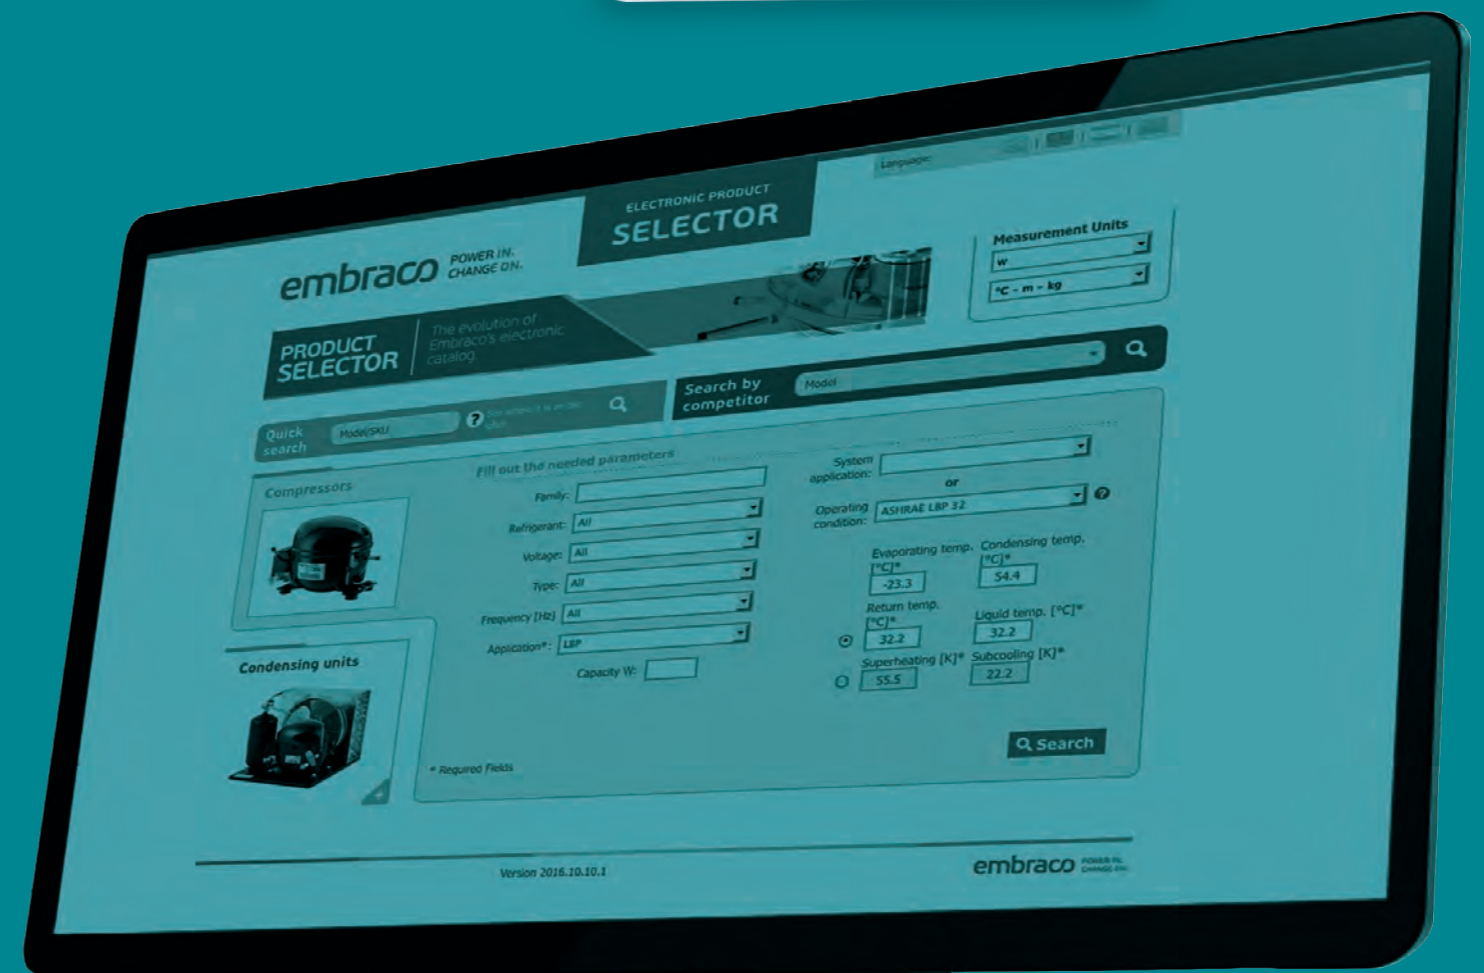 Language:
ELECTRONIC PRODUCT
SELECTOR
embraco POWER IN.
CHANGE ON.
Measurement Units
W
°C - m - kg
PRODUCT
SELECTOR
The evolution of
Embraco's electronic
catalog.
Quick
search
Model/SKU
?
Search by
competitor
Model
Compressors
Condensing units
+
Fill out the needed parameters
Family:
Refrigerant: All
Voltage: All
Type: All
Frequency [Hz] All
Application*: LBP
Capacity W:
System
application:
or
Operating
condition:
ASHRAE LBP 32
?
Evaporating temp.
[°C]*
-23.3
Condensing temp.
[°C]*
54.4
Return temp.
[°C]*
32.2
Liquid temp. [°C]*
32.2
Superheating [K]*
55.5
Subcooling [K]*
22.2
Search
* Required Fields
Version 2016.10.10.1
embraco POWER IN.
CHANGE ON.